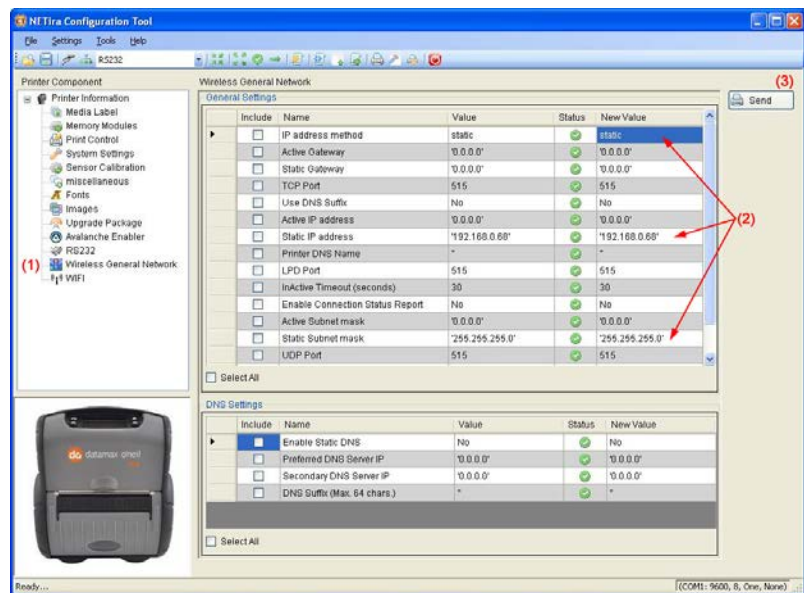 NETira Configuration Tool
File Settings Tools Help
RS232
Printer Component
Printer Information
Media Label
Memory Modules
Print Control
System Settings
Sensor Calibration
miscellaneous
Fonts
Images
Upgrade Package
Avalanche Enabler
RS232
(1) Wireless General Network
WIFI
Wireless General Network
General Settings
Include Name Value Status New Value
IP address method static static
Active Gateway '0.0.0.0' '0.0.0.0'
Static Gateway '0.0.0.0' '0.0.0.0'
TCP Port 515 515
Use DNS Suffix No No
Active IP address '0.0.0.0' '0.0.0.0'
Static IP address '192.168.0.68' '192.168.0.68'
Printer DNS Name
LPD Port 515 515
InActive Timeout (seconds) 30 30
Enable Connection Status Report No No
Active Subnet mask '0.0.0.0' '0.0.0.0'
Static Subnet mask '255.255.255.0' '255.255.255.0'
UDP Port 515 515
Select All
(2)
(3)
Send
DNS Settings
Include Name Value Status New Value
Enable Static DNS No No
Preferred DNS Server IP '0.0.0.0' '0.0.0.0'
Secondary DNS Server IP '0.0.0.0' '0.0.0.0'
DNS Suffix (Max. 64 chars.)
Select All
datamax·oneil
Ready...
(COM1: 9600, 8, One, None)